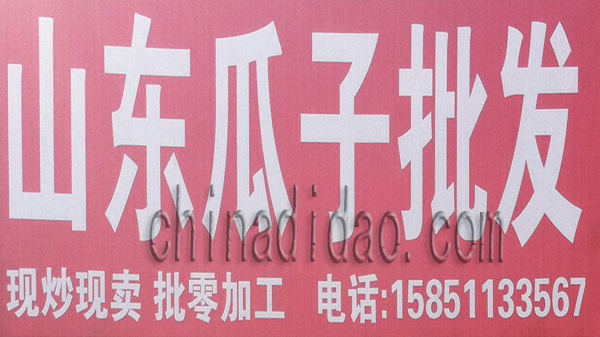 山东瓜子批发
chinadidao.com
现炒现卖 批零加工 电话:15851133567